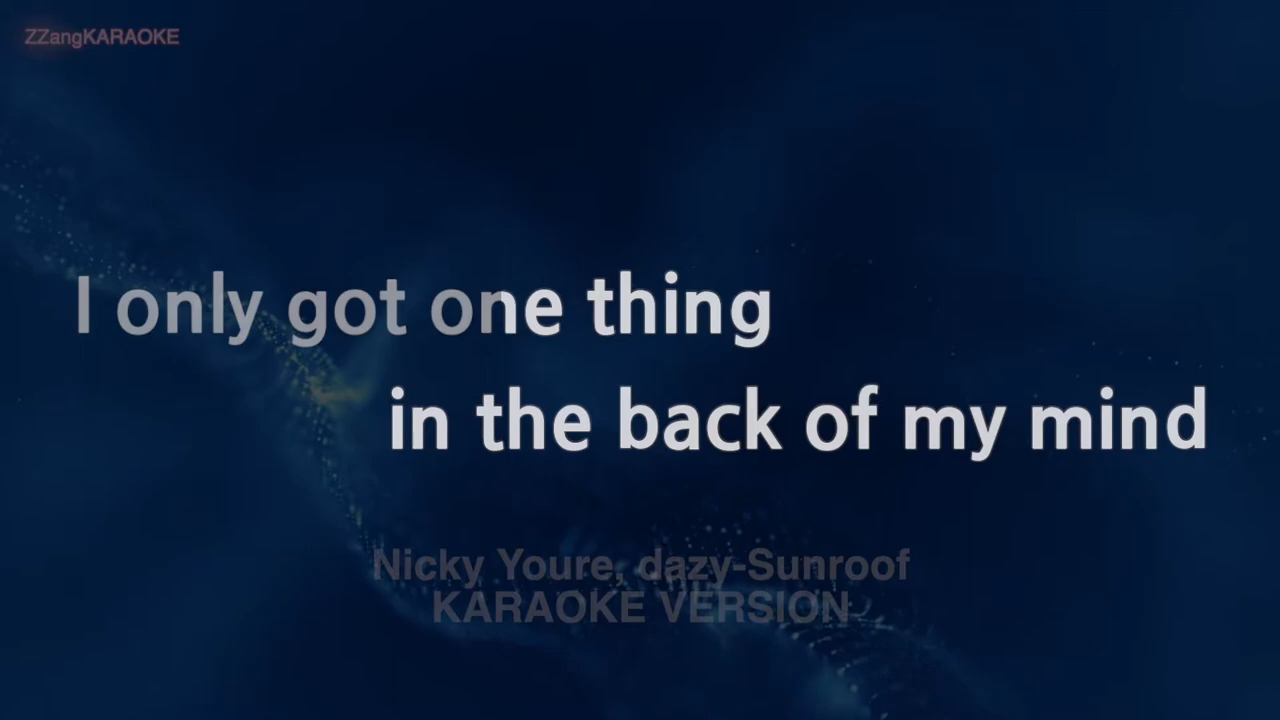 ZZangKARAOKE
I only got one thing
in the back of my mind
Nicky Youre, dazy-Sunroof
KARAOKE VERSION